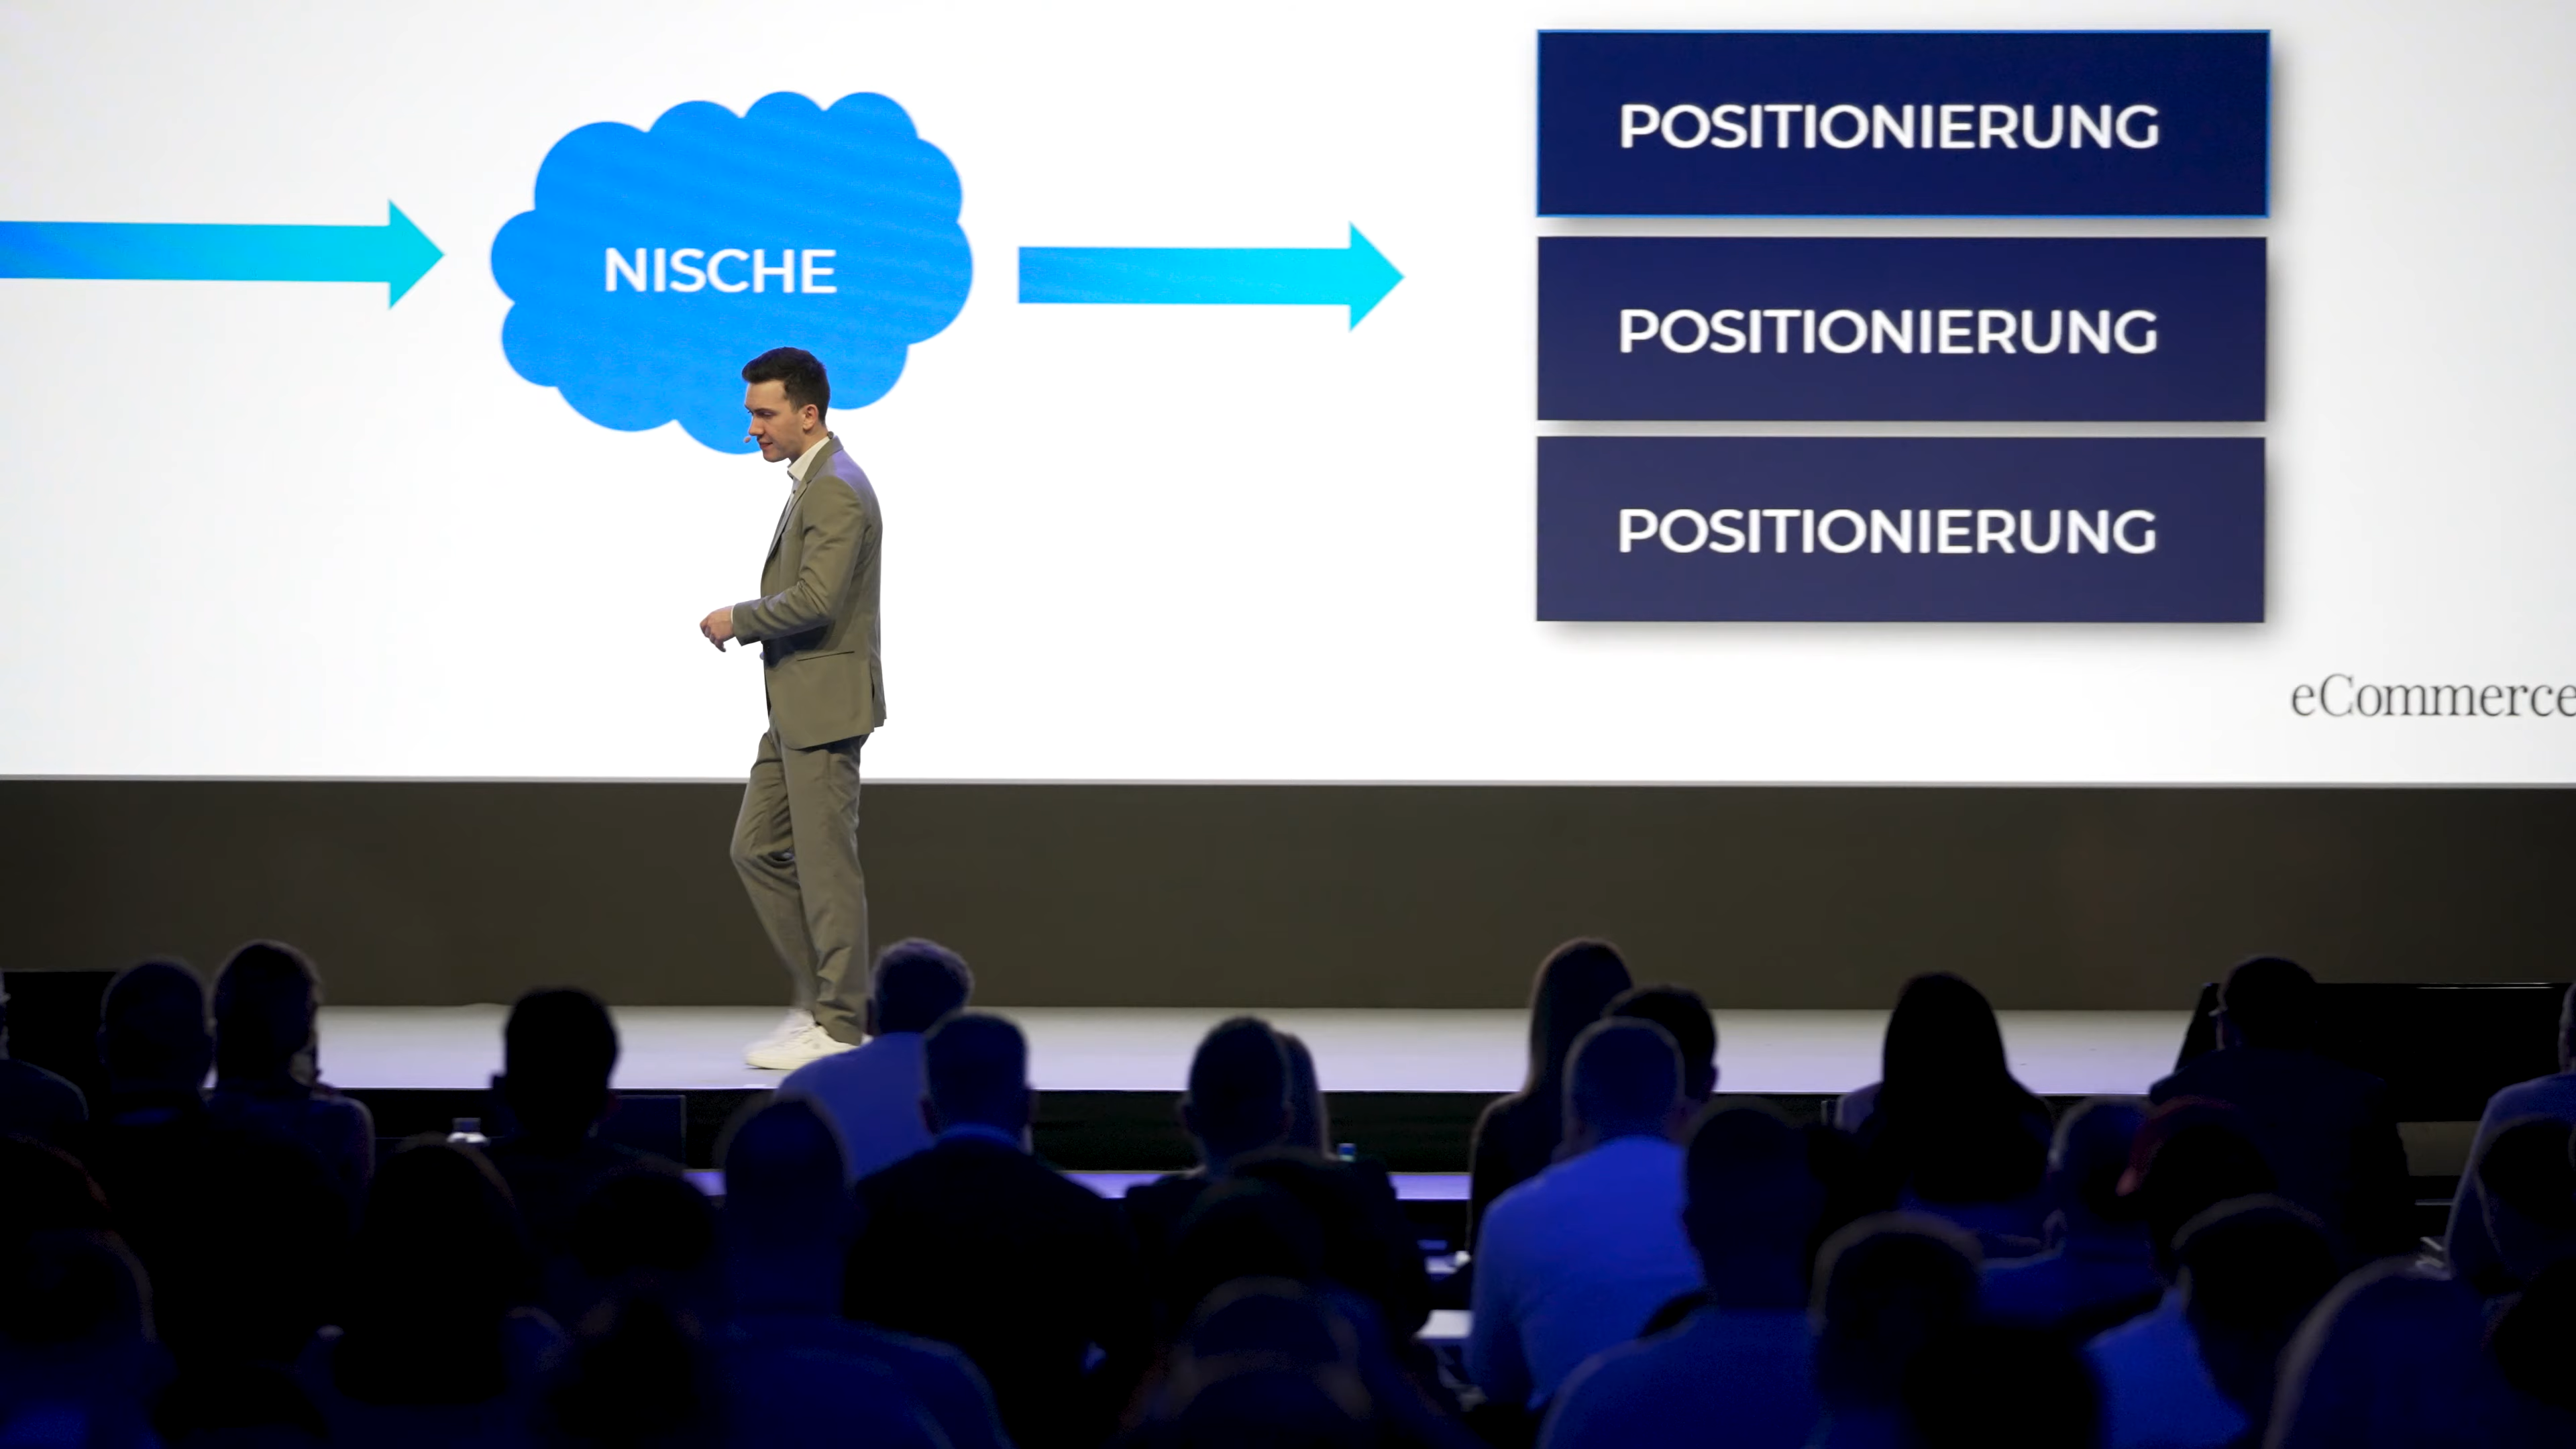 NISCHE
POSITIONIERUNG
POSITIONIERUNG
POSITIONIERUNG
eCommerce